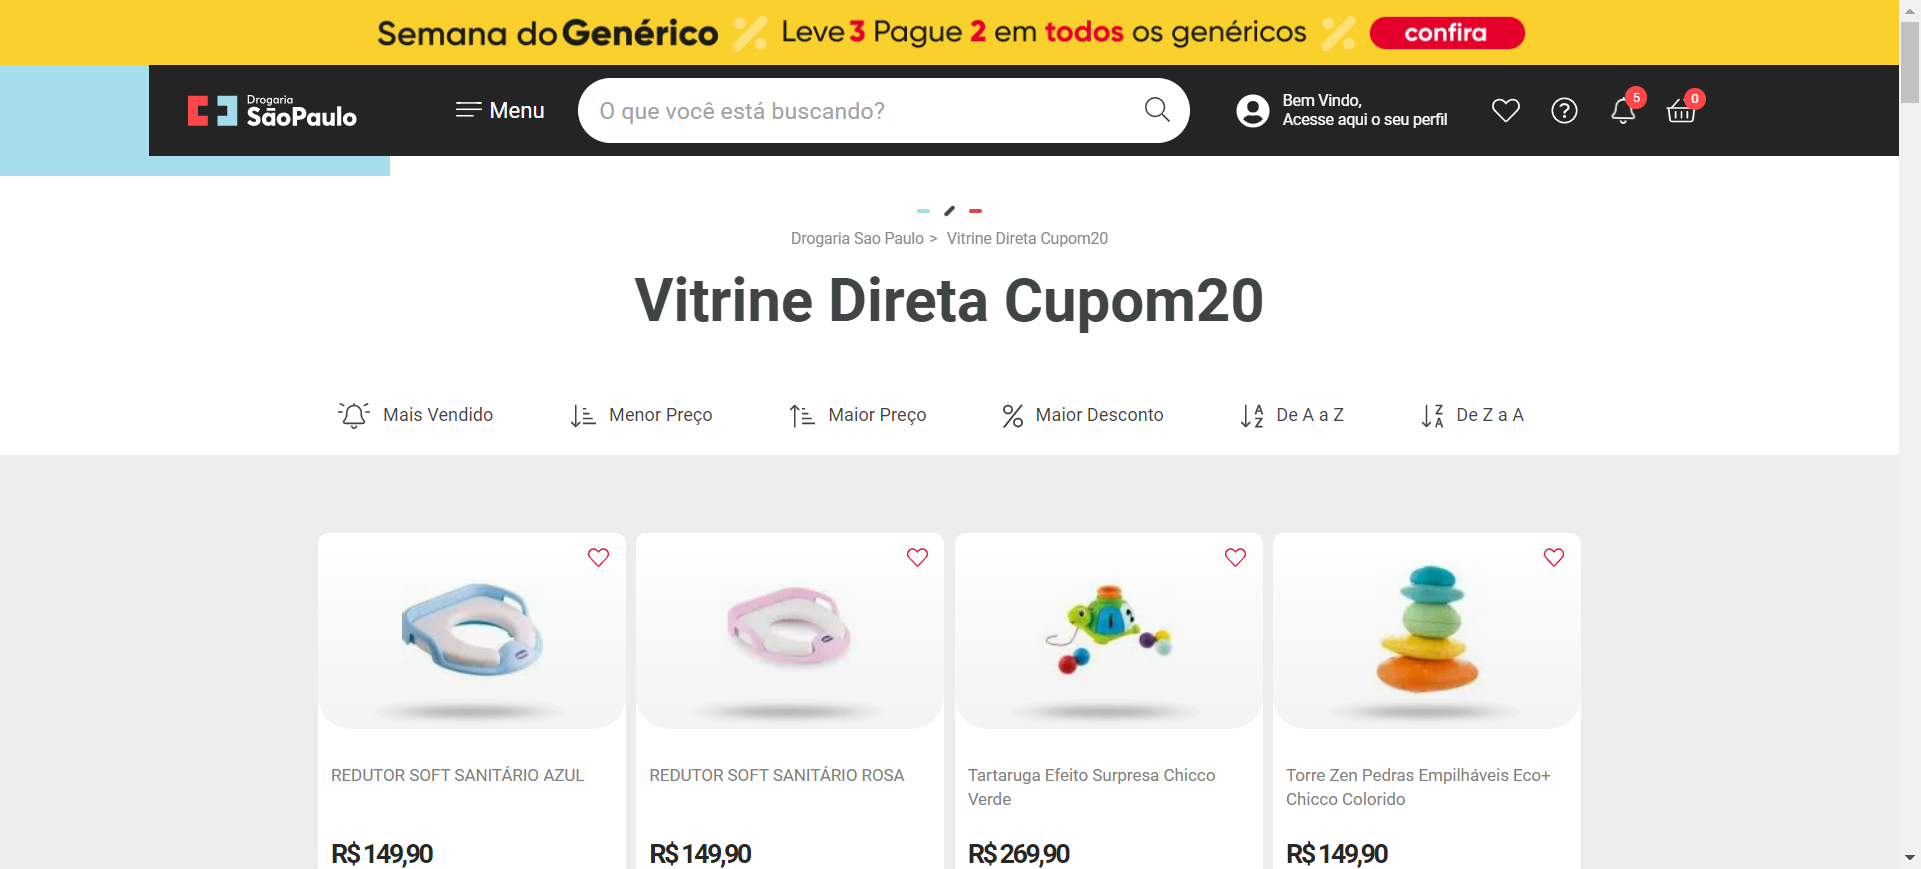 Semana do Genérico Leve 3 Pague 2 em todos os genéricos confira
Drogaria
SãoPaulo
Menu
O que você está buscando?
Bem Vindo,
Acesse aqui o seu perfil
5
0
Drogaria Sao Paulo > Vitrine Direta Cupom20
Vitrine Direta Cupom20
Mais Vendido
Menor Preço
Maior Preço
Maior Desconto
De A a Z
De Z a A
REDUTOR SOFT SANITÁRIO AZUL
R$ 149,90
REDUTOR SOFT SANITÁRIO ROSA
R$ 149,90
Tartaruga Efeito Surpresa Chicco
Verde
R$ 269,90
Torre Zen Pedras Empilháveis Eco+
Chicco Colorido
R$ 149,90